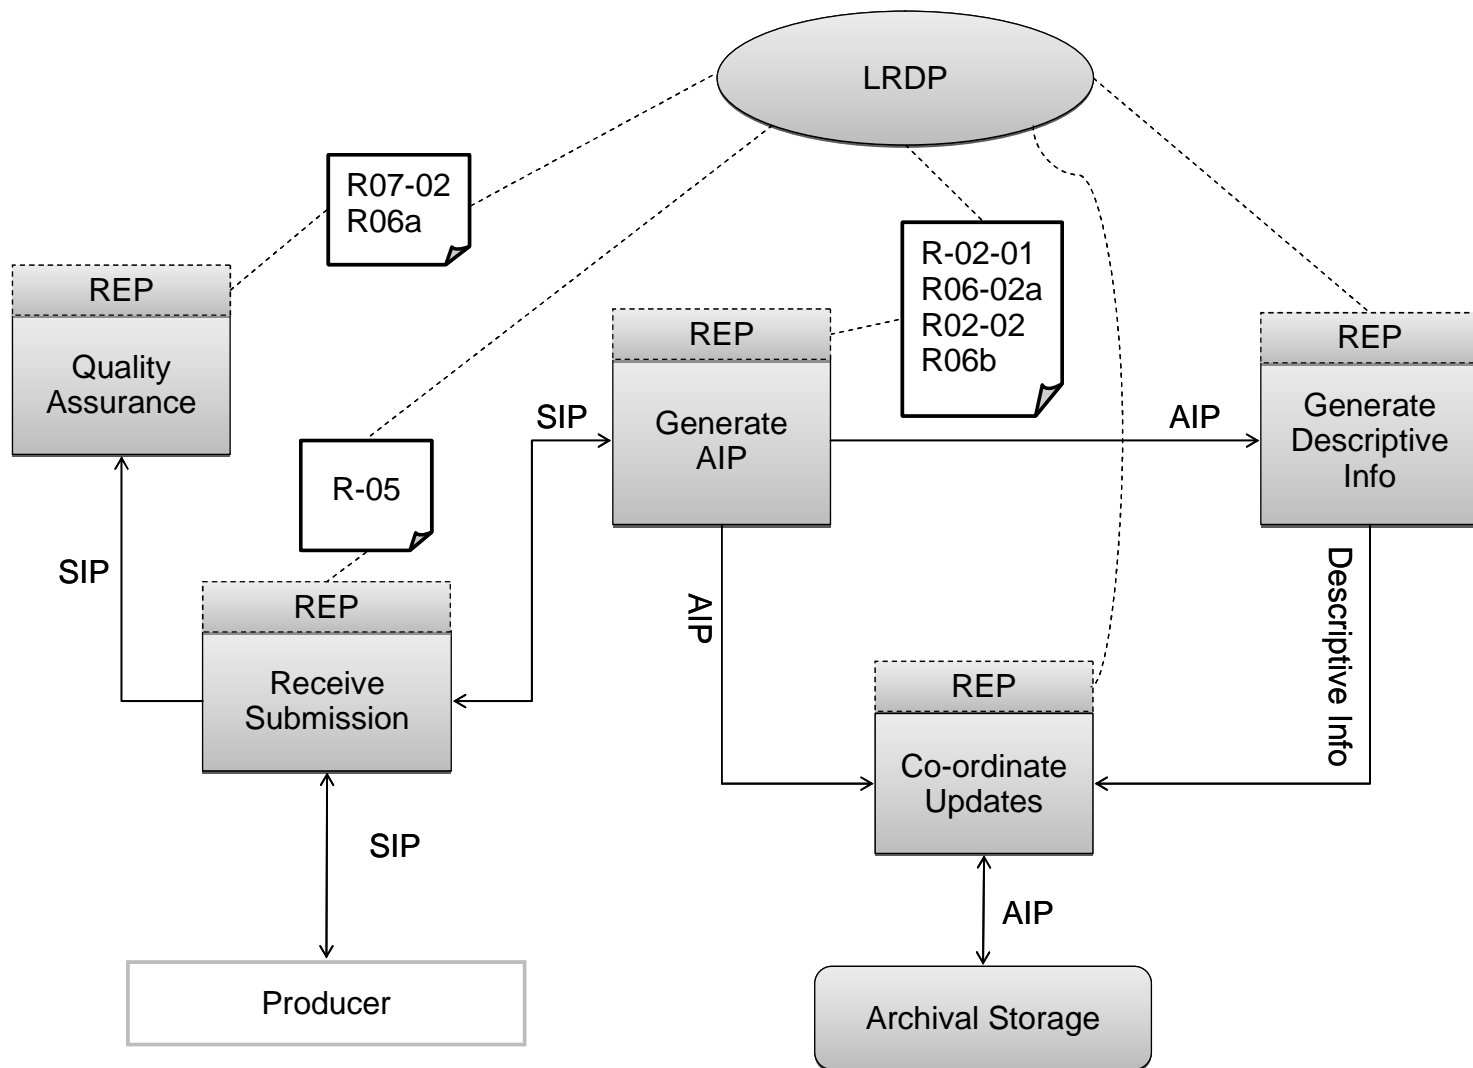 LRDP
R07-02
R06a
REP
Quality
Assurance
R-02-01
R06-02a
R02-02
R06b
REP
Generate
AIP
REP
Generate
Descriptive
Info
SIP
AIP
R-05
SIP
REP
Receive
Submission
AIP
Descriptive Info
REP
Co-ordinate
Updates
SIP
AIP
Producer
Archival Storage